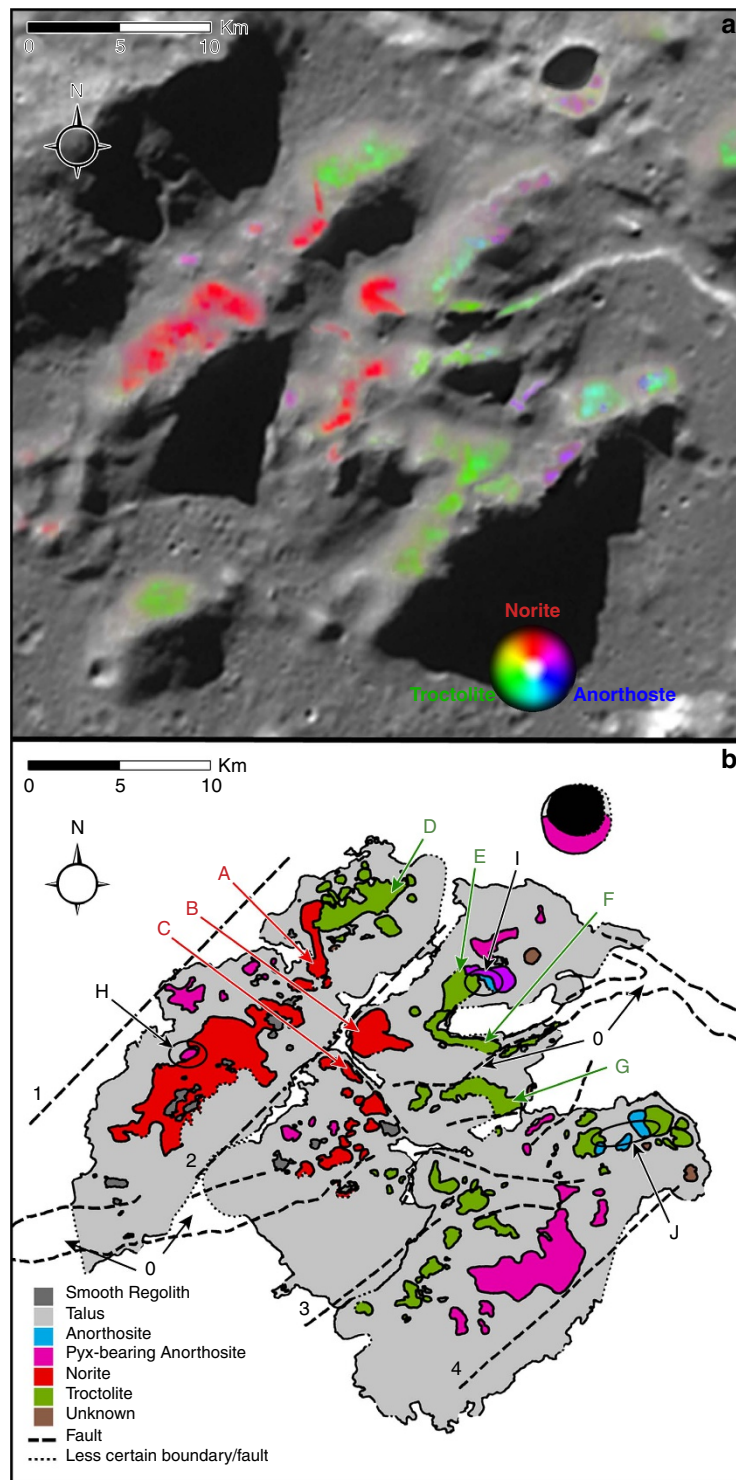 a
Km
0 5 10
N
Norite
Troctolite
Anorthoste
b
Km
0 5 10
N
D
A
E
I
B
F
C
H
0
G
1
2
J
0
3
4
Smooth Regolith
Talus
Anorthosite
Pyx-bearing Anorthosite
Norite
Troctolite
Unknown
Fault
Less certain boundary/fault